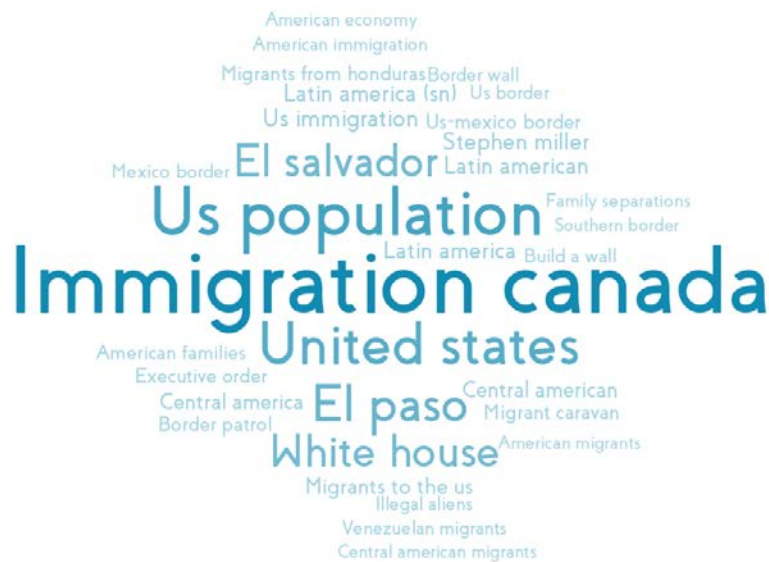 American economy
American immigration
Migrants from honduras Border wall
Latin america (sn) Us border
Us immigration Us-mexico border
Stephen miller
Mexico border El salvador Latin american
Us population Family separations
Southern border
Latin america Build a wall
Immigration canada
American families United states
Executive order
Central america El paso Central american
Border patrol Migrant caravan
White house American migrants
Migrants to the us
Illegal aliens
Venezuelan migrants
Central american migrants